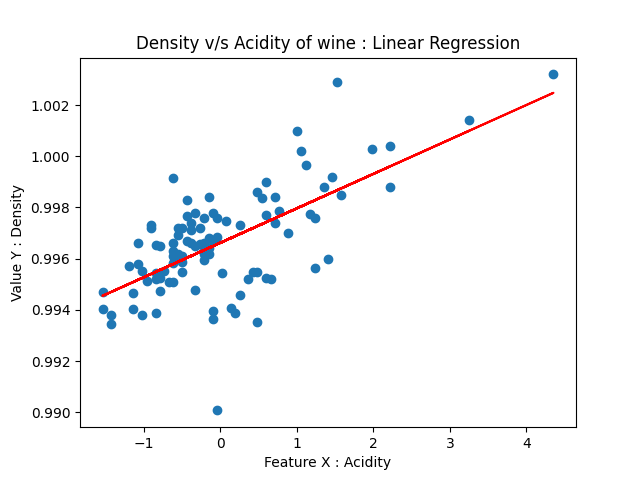 Density v/s Acidity of wine : Linear Regression
1.002
1.000
0.998
0.996
0.994
0.992
0.990
Value Y : Density
−1 0 1 2 3 4
Feature X : Acidity